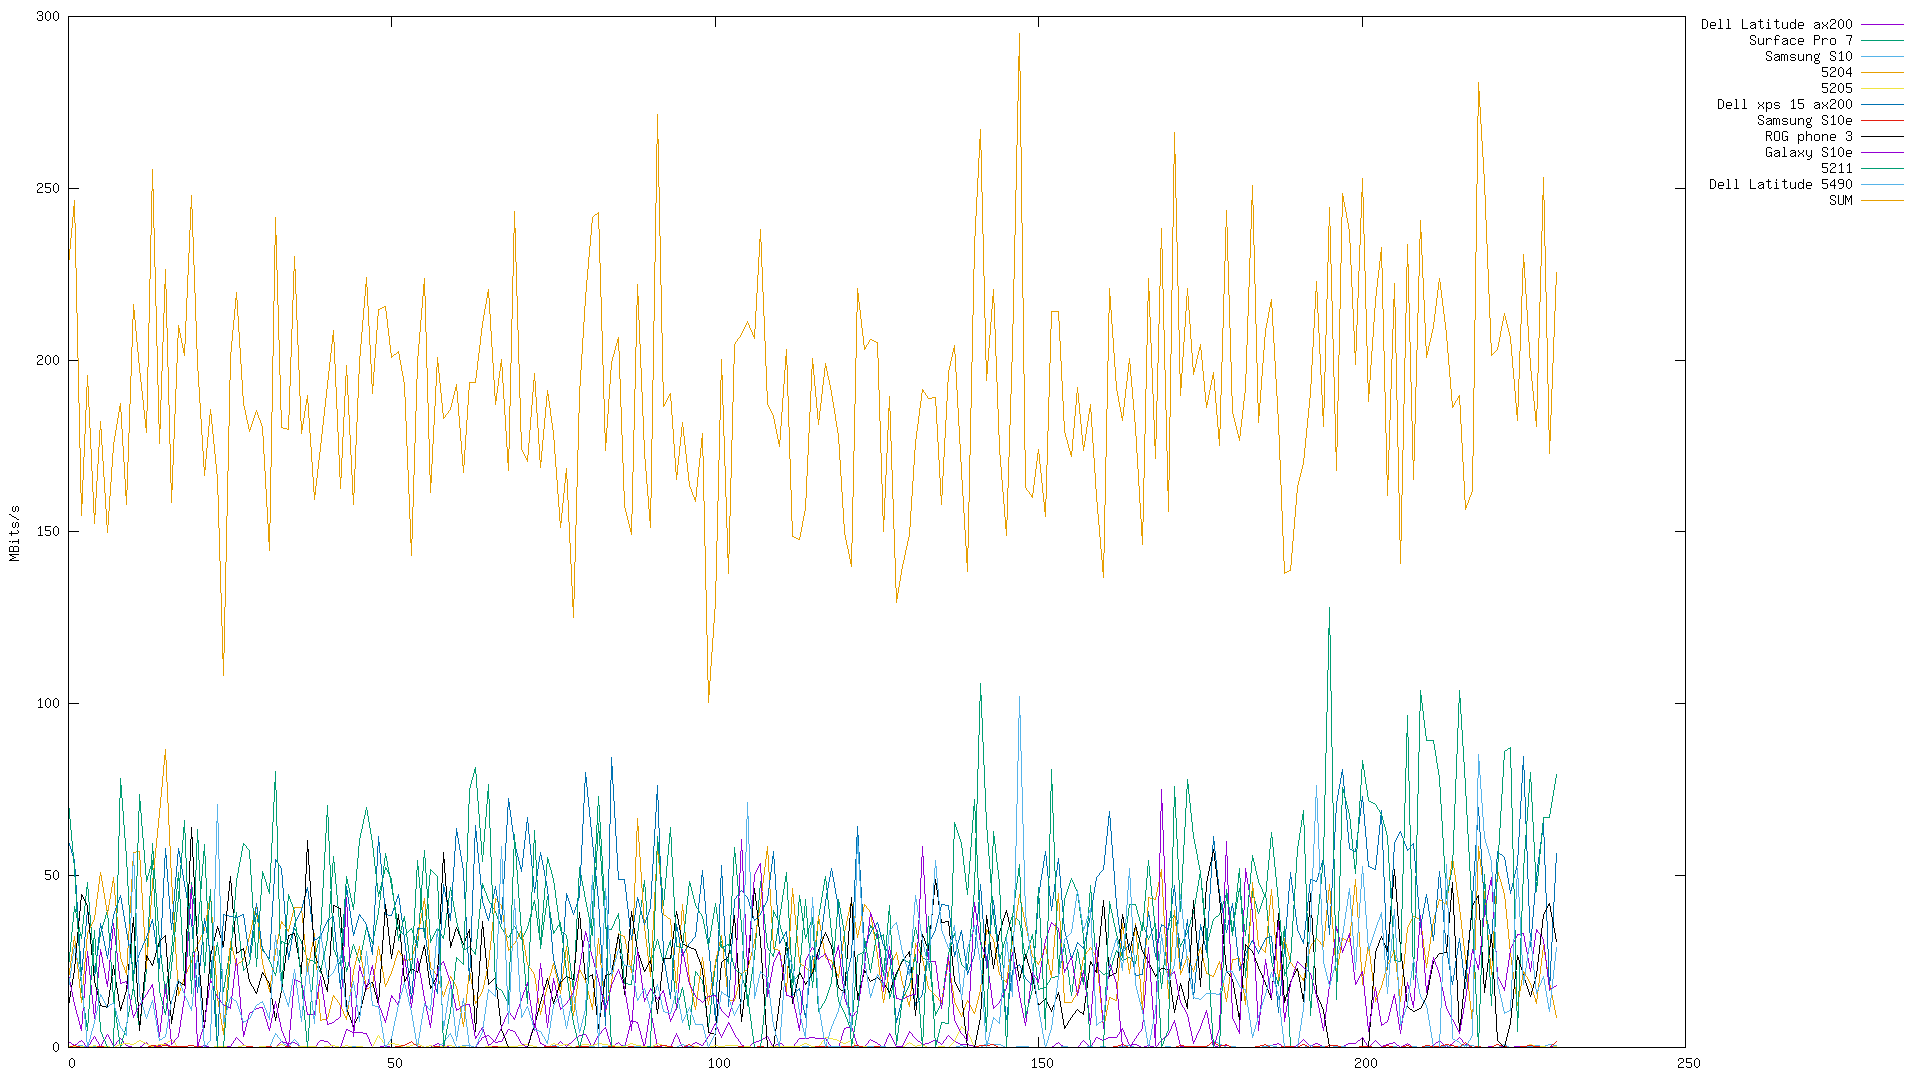 300
250
200
150
100
50
0
MBits/s
0 50 100 150 200 250
Dell Latitude ax200
Surface Pro 7
Samsung S10
5204
5205
Dell xps 15 ax200
Samsung S10e
ROG phone 3
Galaxy S10e
5211
Dell Latitude 5490
SUM